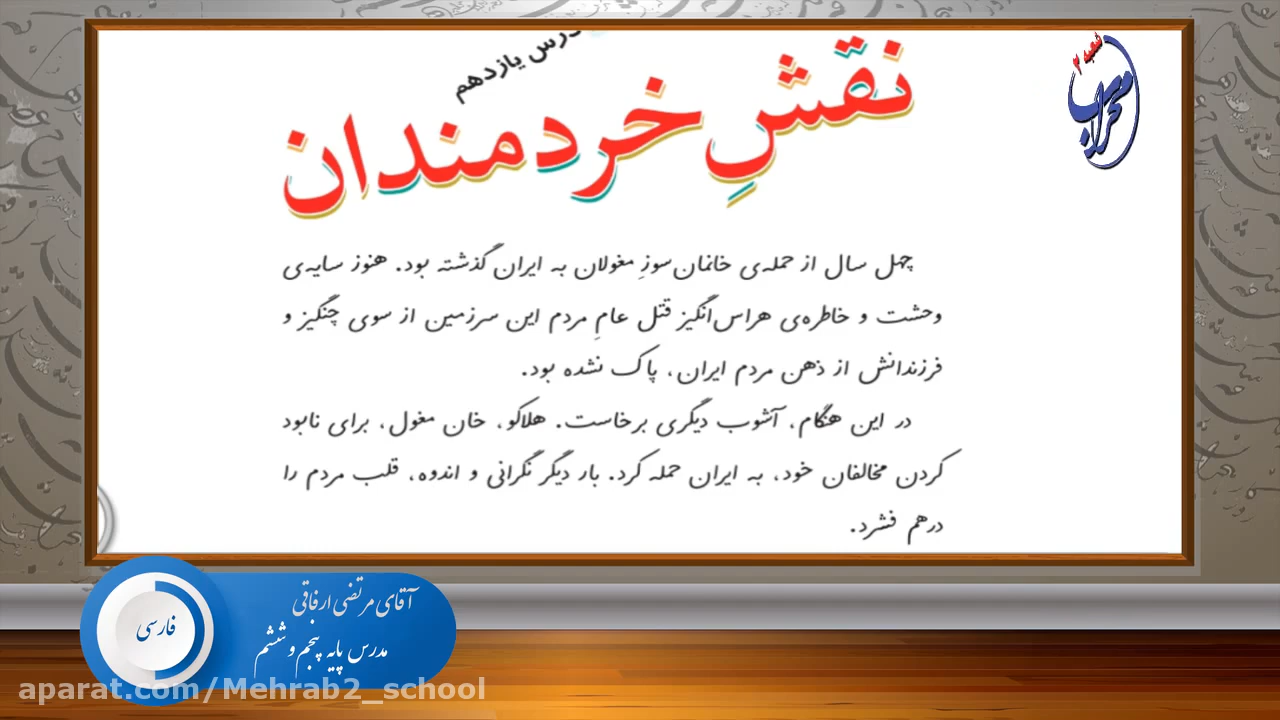 درس یازدهم
نقشِ خردمندان
چهل سال از حمله‌ی خانمان‌سوزِ مغولان به ایران گذشته بود. هنوز سایه‌ی
وحشت و خاطره‌ی هراس‌انگیز قتل عامِ مردم این سرزمین از سوی چنگیز و
فرزندانش از ذهن مردم ایران، پاک نشده بود.
در این هنگام، آشوب دیگری برخاست. هلاکو، خان مغول، برای نابود
کردن مخالفان خود، به ایران حمله کرد. بار دیگر نگرانی و اندوه، قلب مردم را
درهم فشرد.
محراب
شعبه ۲
آقای مرتضی ارفاقی
مدرس پایه پنجم و ششم
فارسی
aparat.com/Mehrab2_school